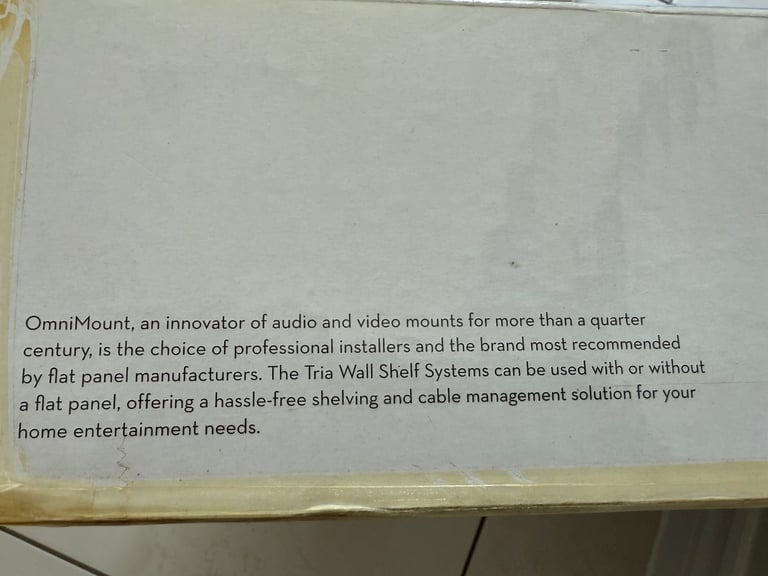 OmniMount, an innovator of audio and video mounts for more than a quarter
century, is the choice of professional installers and the brand most recommended
by flat panel manufacturers. The Tria Wall Shelf Systems can be used with or without
a flat panel, offering a hassle-free shelving and cable management solution for your
home entertainment needs.